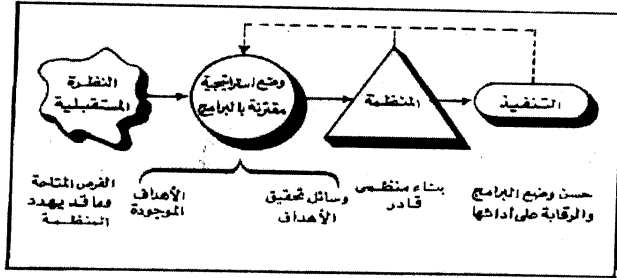 النظرة
المستقبلية
وضع استراتيجية
مقترنة بالبرامج
المنظمة
التنفيذ
الفرص المتاحة
وما قد يهدد
المنظمة
الأهداف
الموجودة
وسائل تحقيق
الأهداف
بناء منظمى
قادر
حسن وضع البرامج
والرقابة على أدائها